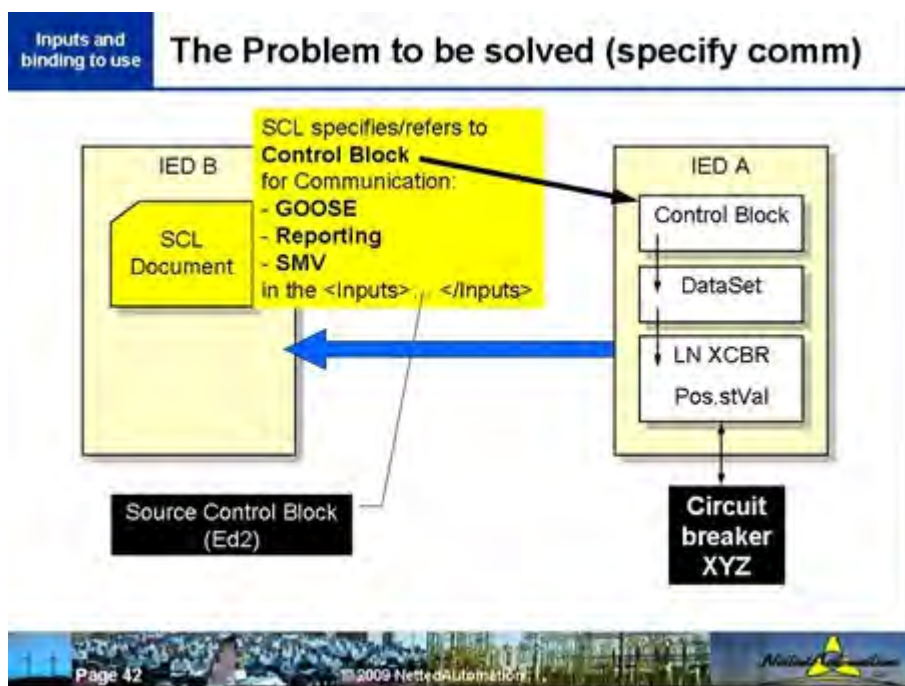 Inputs and
binding to use
The Problem to be solved (specify comm)
IED B
SCL
Document
SCL specifies/refers to
Control Block
for Communication:
- GOOSE
- Reporting
- SMV
in the <Inputs>... </Inputs>
IED A
Control Block
DataSet
LN XCBR
Pos.stVal
Source Control Block
(Ed2)
Circuit
breaker
XYZ
Page 42
© 2009 NettedAutomation
NettedAutomation